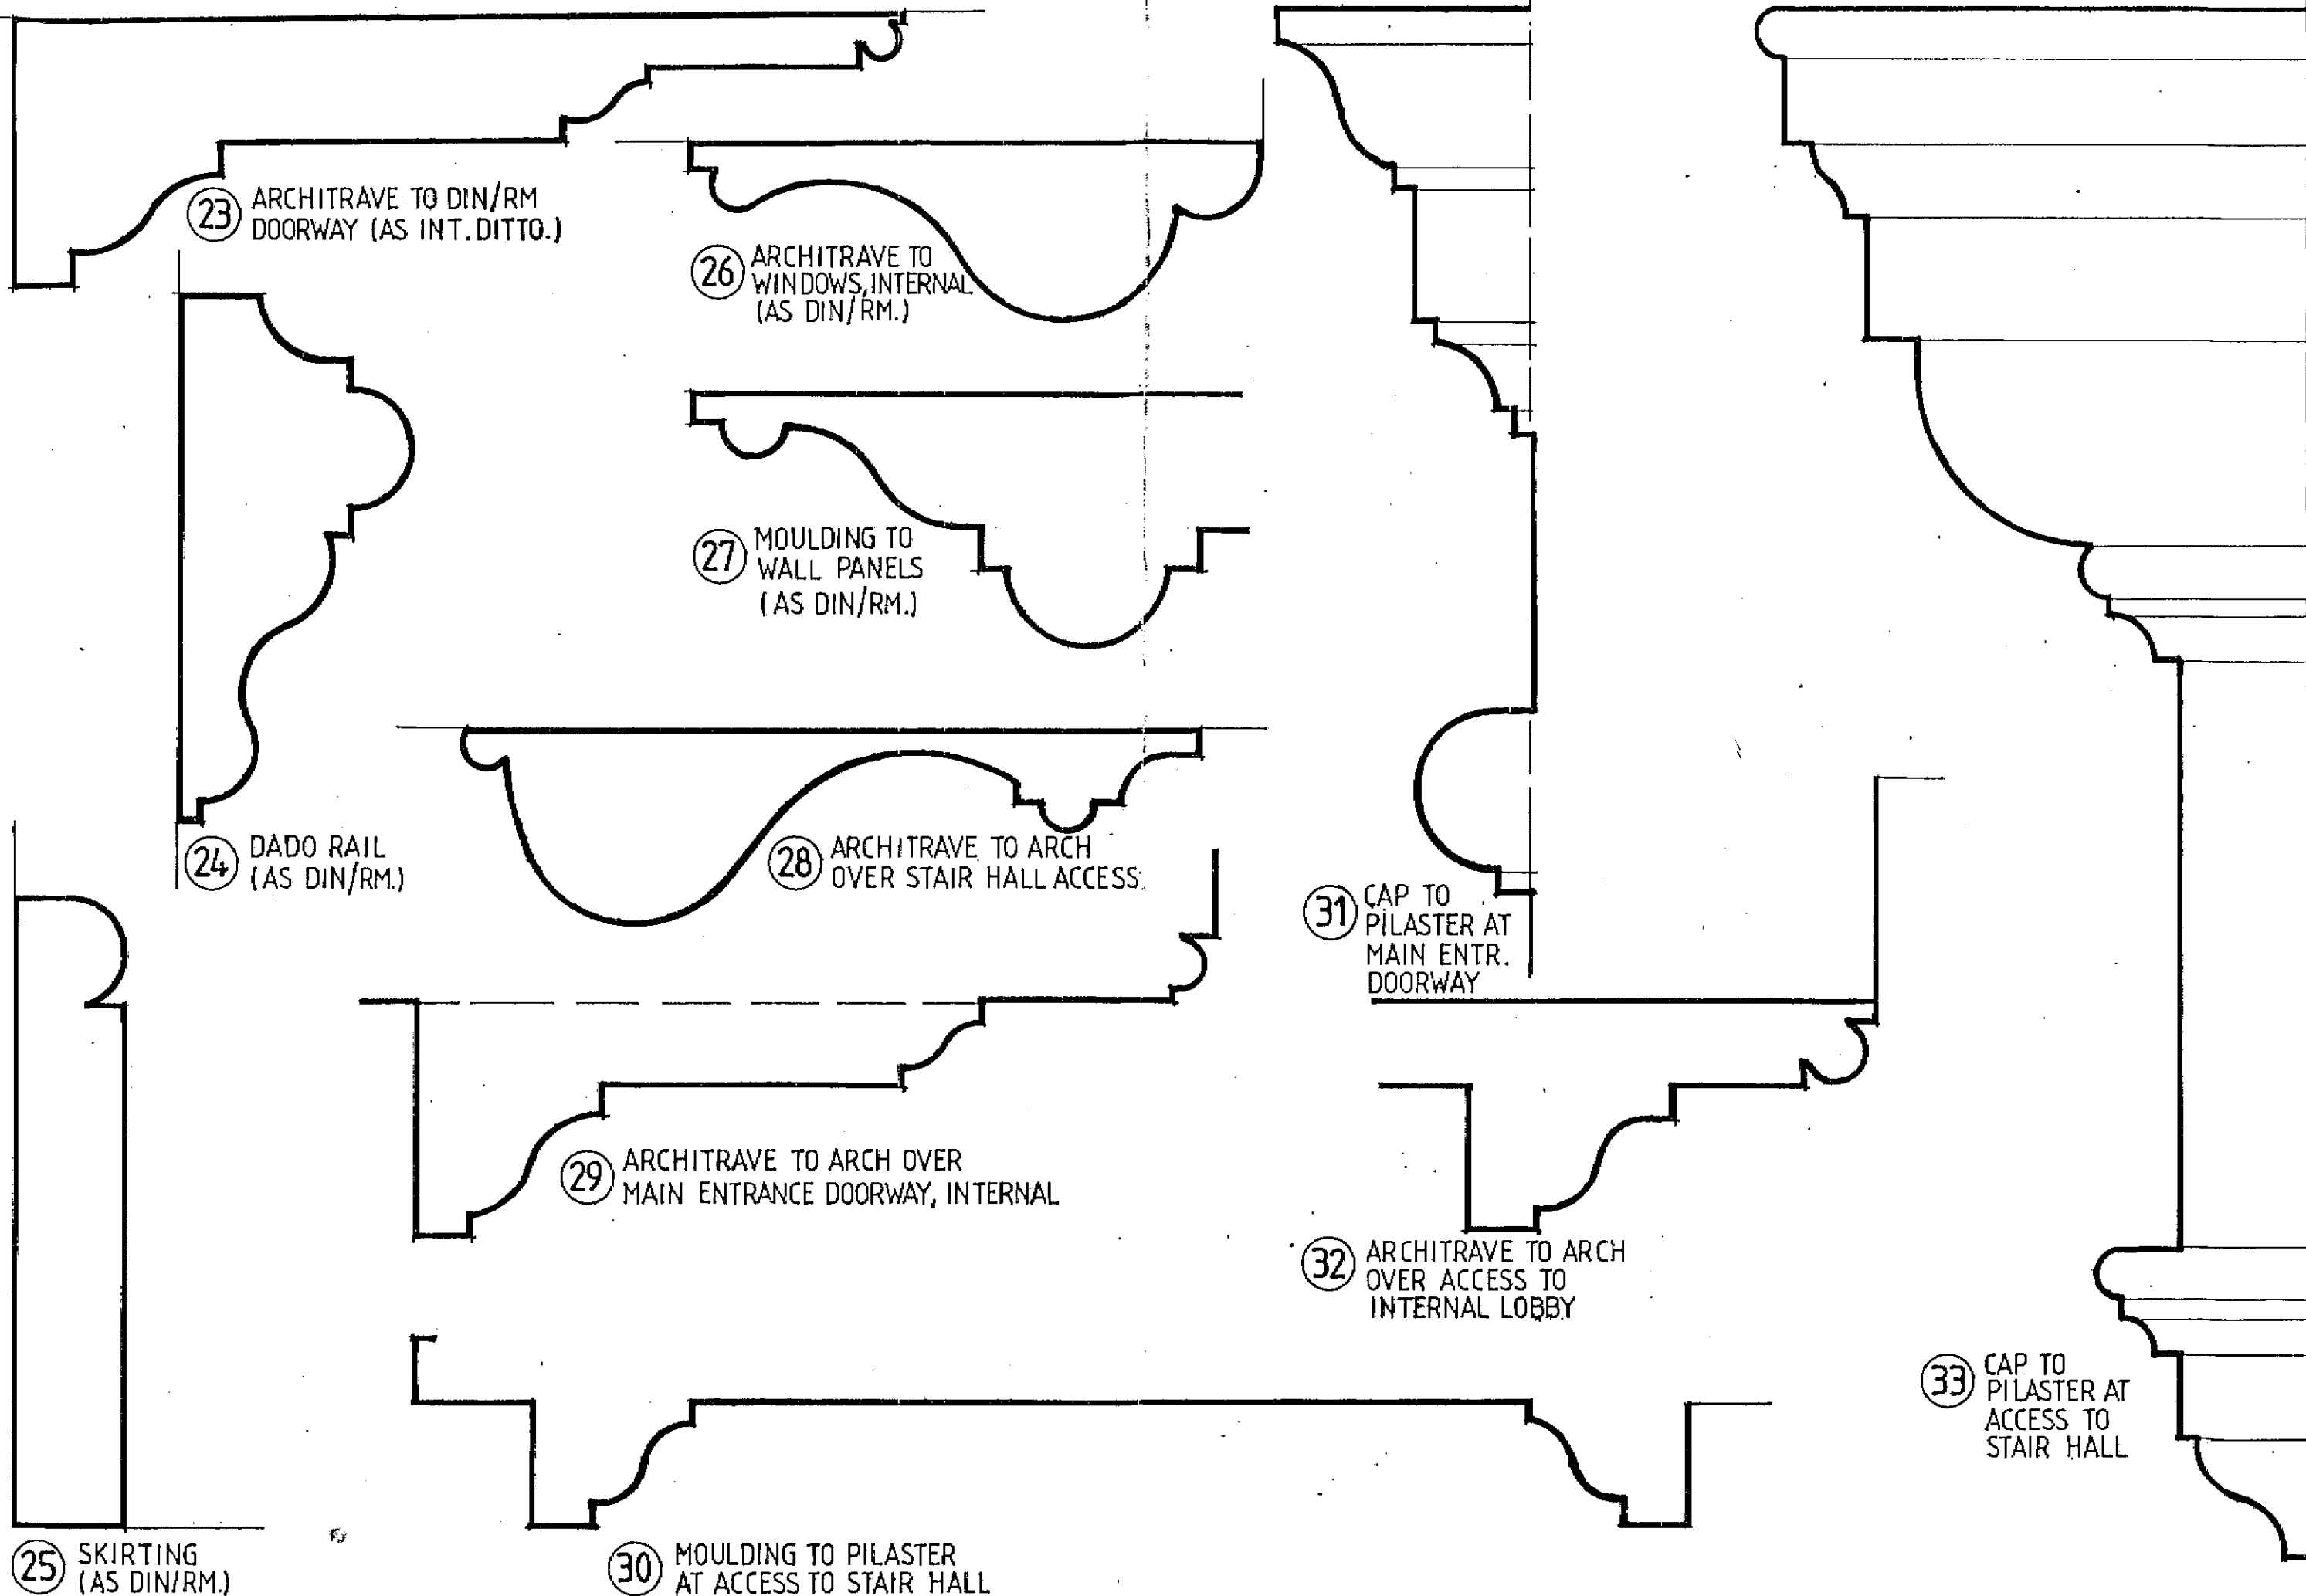 23 ARCHITRAVE TO DIN/RM
DOORWAY (AS INT. DITTO.)
24 DADO RAIL
(AS DIN/RM.)
25 SKIRTING
(AS DIN/RM.)
26 ARCHITRAVE TO
WINDOWS, INTERNAL
(AS DIN/RM.)
27 MOULDING TO
WALL PANELS
(AS DIN/RM.)
28 ARCHITRAVE TO ARCH
OVER STAIR HALL ACCESS
29 ARCHITRAVE TO ARCH OVER
MAIN ENTRANCE DOORWAY, INTERNAL
30 MOULDING TO PILASTER
AT ACCESS TO STAIR HALL
31 CAP TO
PILASTER AT
MAIN ENTR.
DOORWAY
32 ARCHITRAVE TO ARCH
OVER ACCESS TO
INTERNAL LOBBY
33 CAP TO
PILASTER AT
ACCESS TO
STAIR HALL